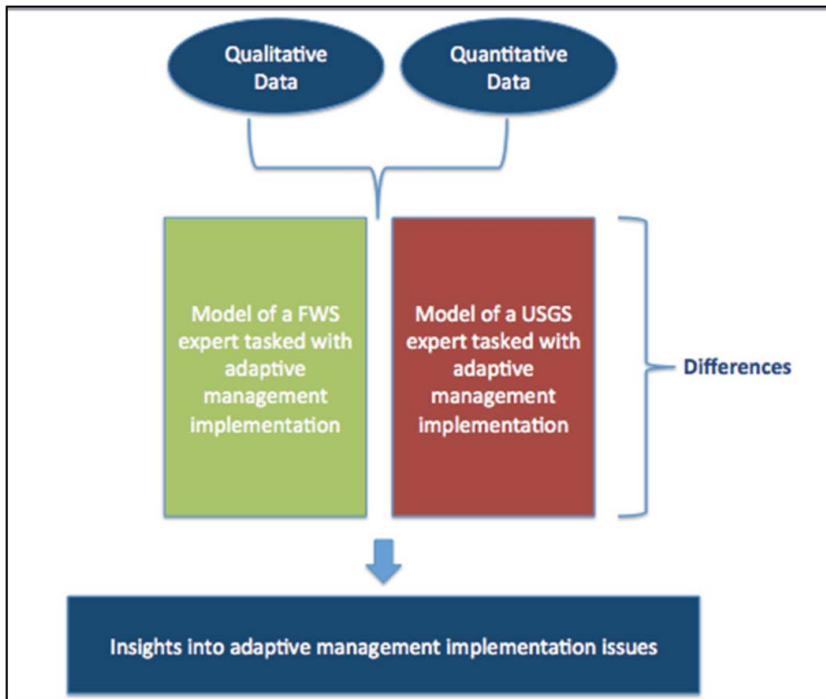 Qualitative
Data
Quantitative
Data
Model of a FWS
expert tasked with
adaptive
management
implementation
Model of a USGS
expert tasked with
adaptive
management
implementation
Differences
Insights into adaptive management implementation issues